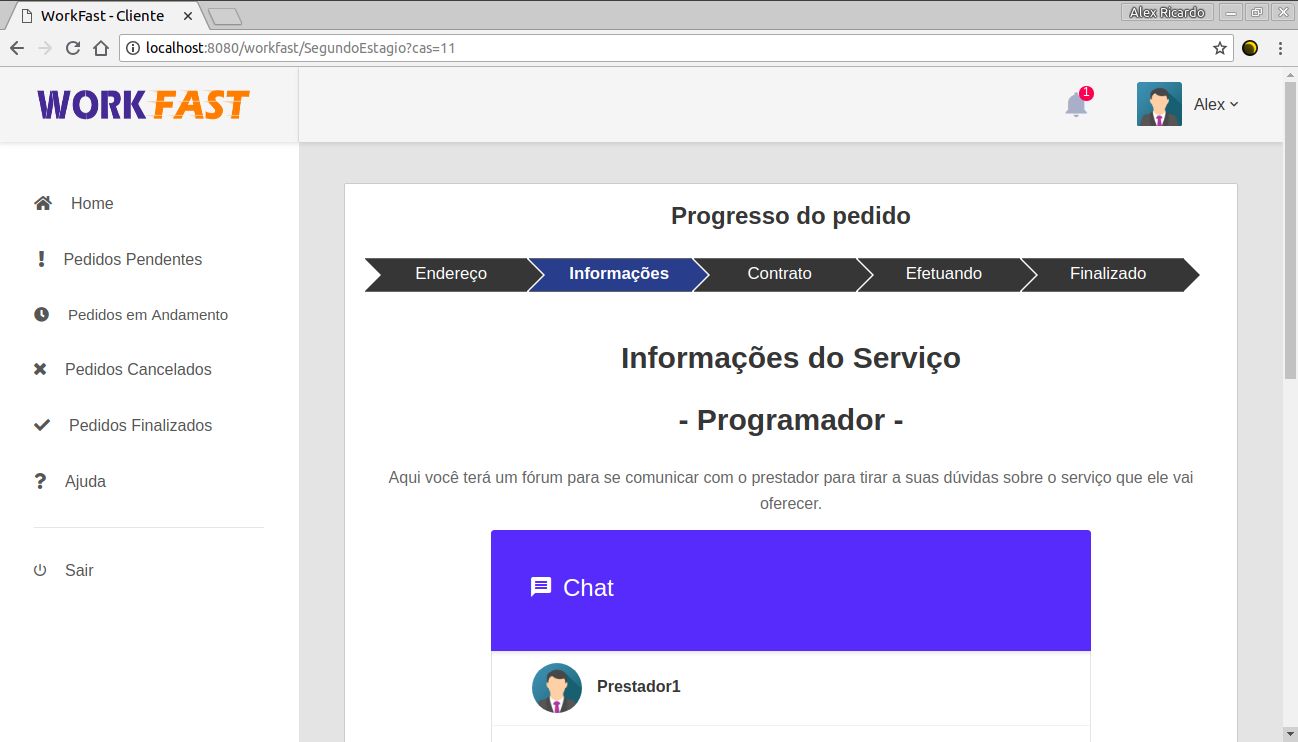 WorkFast - Cliente
Alex Ricardo
localhost:8080/workfast/SegundoEstagio?cas=11
WORK FAST
1
Alex
Home
Pedidos Pendentes
Pedidos em Andamento
Pedidos Cancelados
Pedidos Finalizados
Ajuda
Sair
Progresso do pedido
Endereço Informações Contrato Efetuando Finalizado
Informações do Serviço
- Programador -
Aqui você terá um fórum para se comunicar com o prestador para tirar a suas dúvidas sobre o serviço que ele vai
oferecer.
Chat
Prestador1